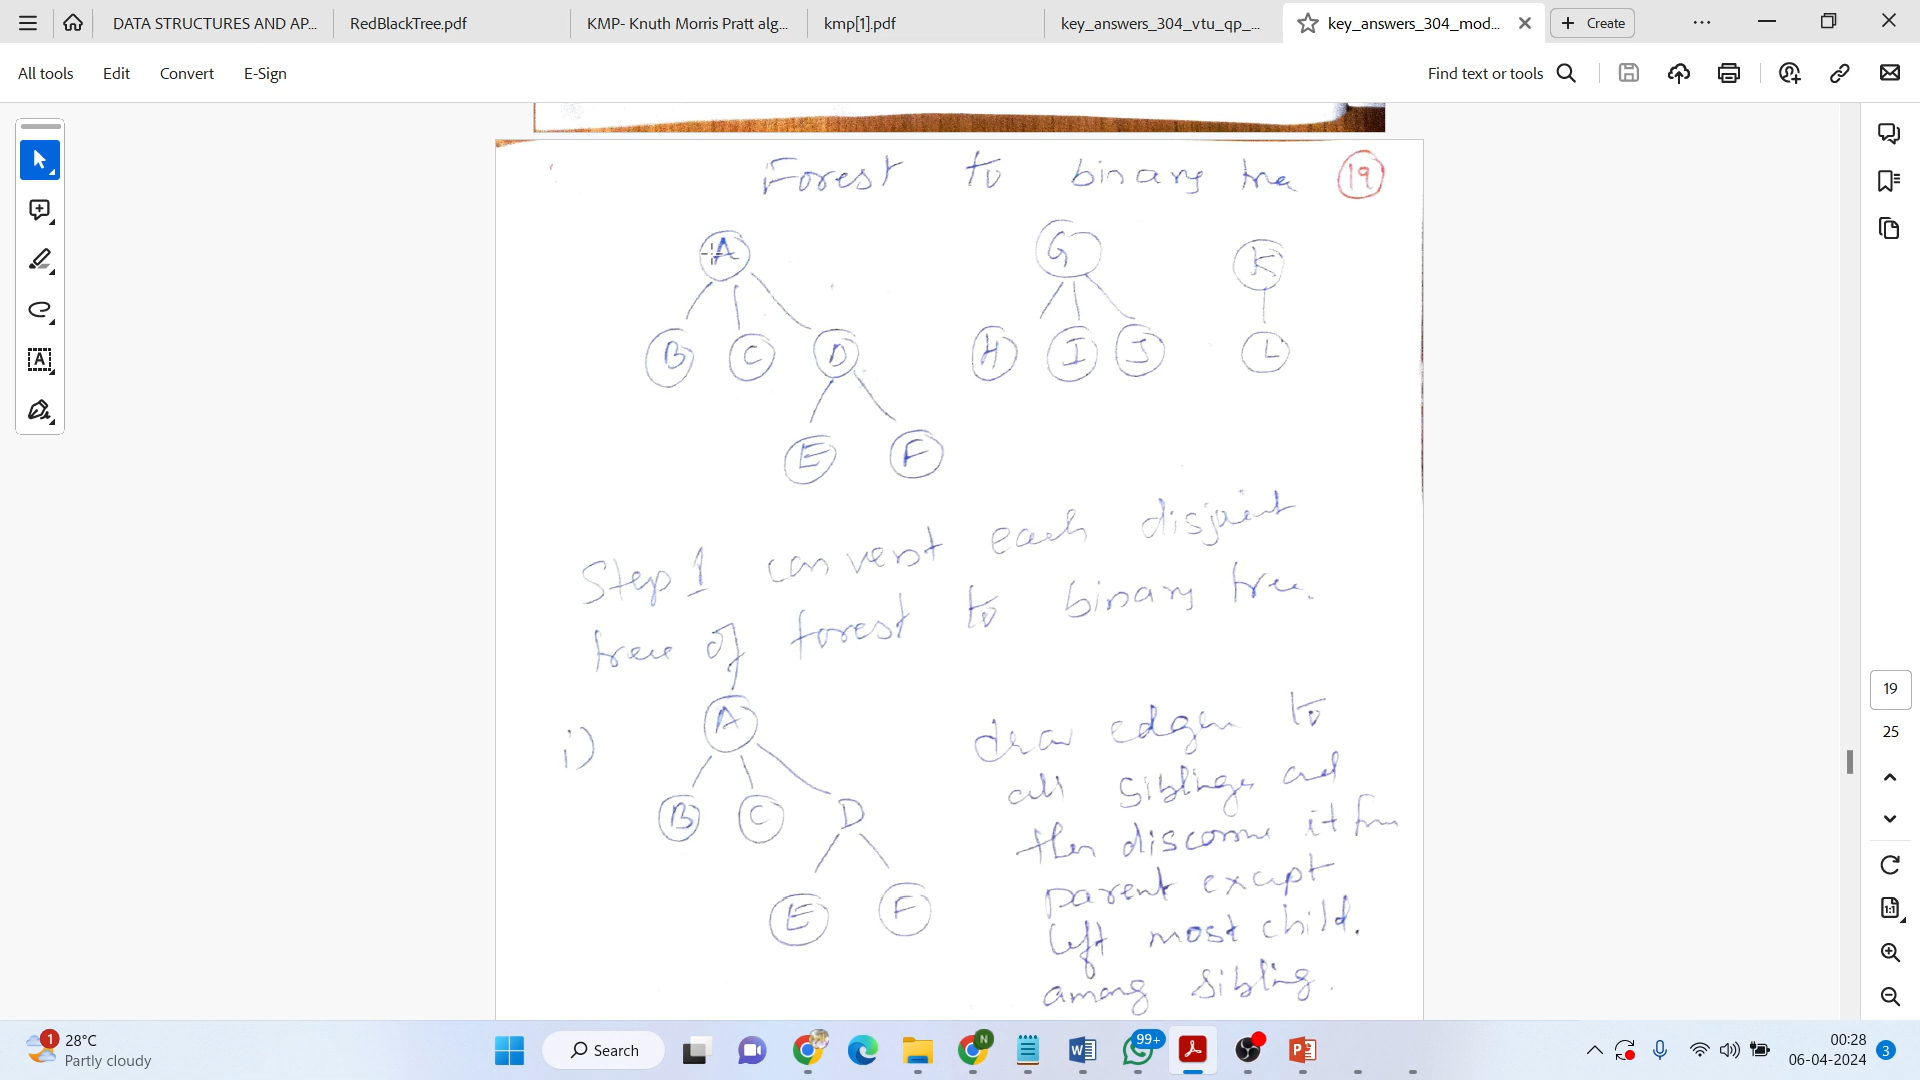 DATA STRUCTURES AND AP...
RedBlackTree.pdf
KMP- Knuth Morris Pratt alg...
kmp[1].pdf
key_answers_304_vtu_qp_...
key_answers_304_mod...
Create
All tools
Edit
Convert
E-Sign
Find text or tools
Forest to binary tree 19
A G K
B C D H I J L
E F
Step 1 convert each disjoint
tree of forest to binary tree.
i) A
B C D
E F
draw edges to
all siblings and
then disconne it from
parent except
left most child.
among sibling.
19
25
1
28°C
Partly cloudy
Search
99+
00:28
06-04-2024
3